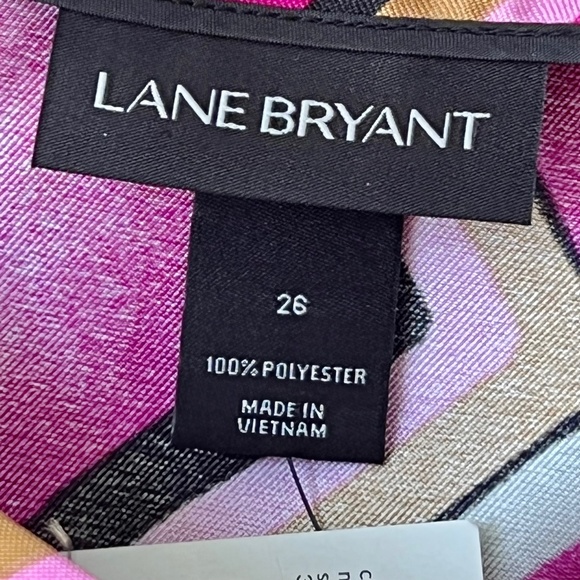 LANE BRYANT
26
100% POLYESTER
MADE IN
VIETNAM